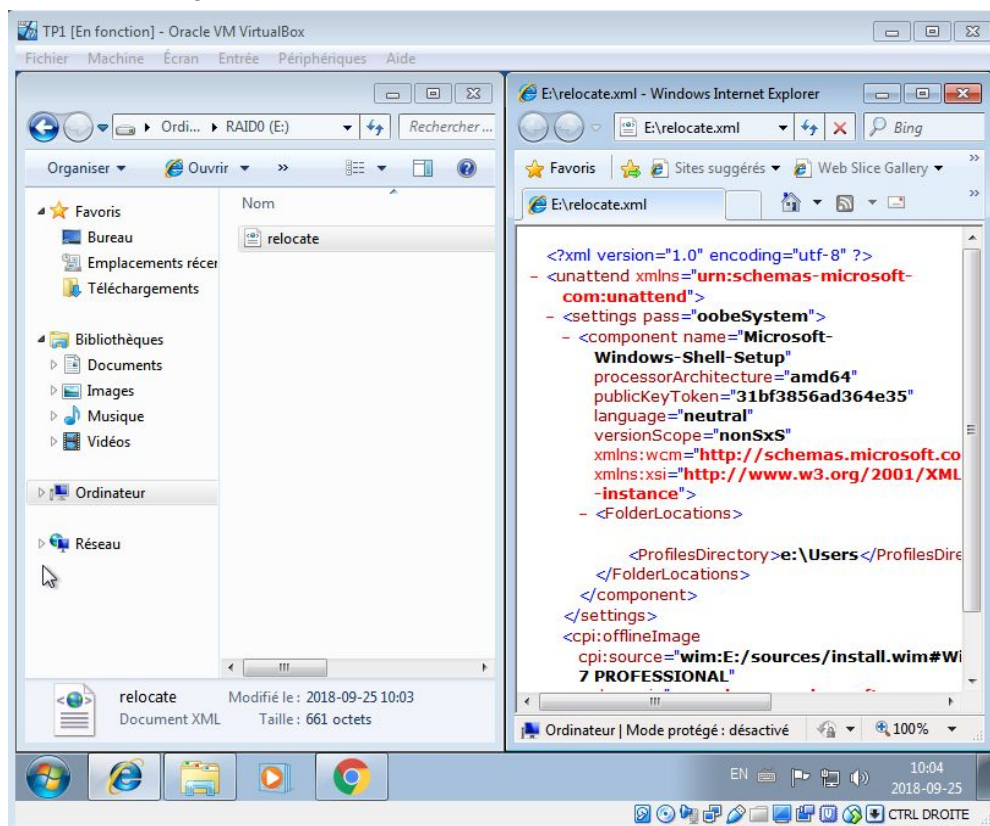 TP1 [En fonction] - Oracle VM VirtualBox
Fichier Machine Écran Entrée Périphériques Aide
Ordi... RAID0 (E:)
Rechercher ...
Organiser
Ouvrir
»
Nom
Favoris
Bureau
Emplacements récer
Téléchargements
Bibliothèques
Documents
Images
Musique
Vidéos
Ordinateur
Réseau
relocate
relocate
Modifié le : 2018-09-25 10:03
Document XML
Taille : 661 octets
E:\relocate.xml - Windows Internet Explorer
E:\relocate.xml
Bing
Favoris
Sites suggérés
Web Slice Gallery
»
E:\relocate.xml
»
<?xml version="1.0" encoding="utf-8" ?>
- <unattend xmlns="urn:schemas-microsoft-
com:unattend">
- <settings pass="oobeSystem">
- <component name="Microsoft-
Windows-Shell-Setup"
processorArchitecture="amd64"
publicKeyToken="31bf3856ad364e35"
language="neutral"
versionScope="nonSxS"
xmlns:wcm="http://schemas.microsoft.co
xmlns:xsi="http://www.w3.org/2001/XML
-instance">
- <FolderLocations>
<ProfilesDirectory>e:\Users</ProfilesDire
</FolderLocations>
</component>
</settings>
<cpi:offlineImage
cpi:source="wim:E:/sources/install.wim#Wi
7 PROFESSIONAL"
Ordinateur | Mode protégé : désactivé
100%
EN
10:04
2018-09-25
CTRL DROITE